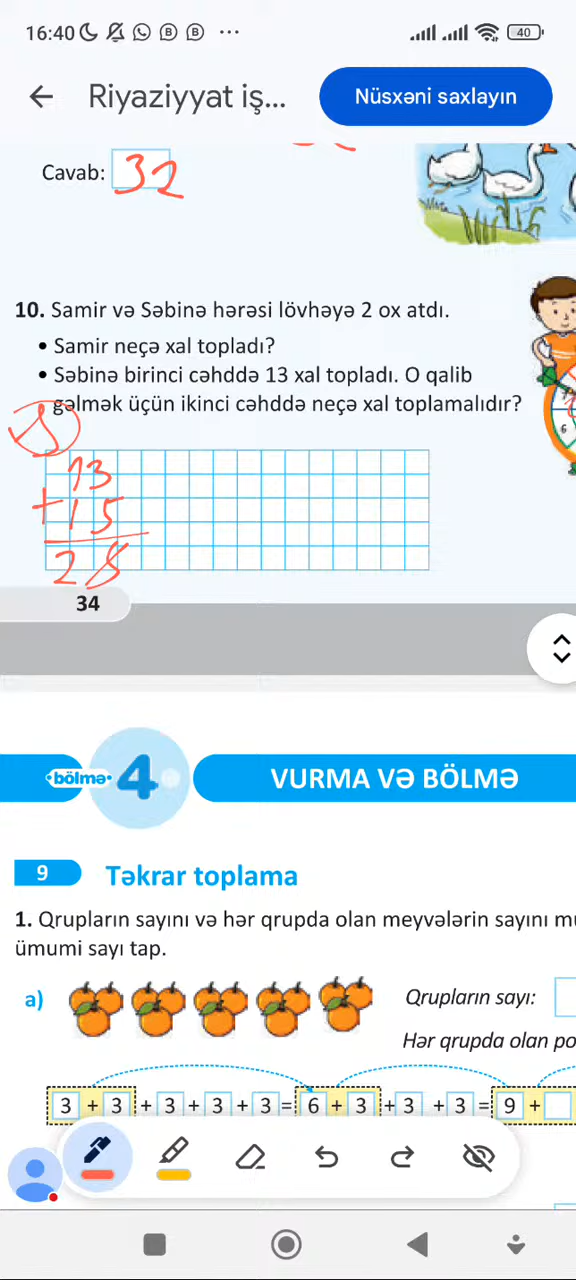 16:40
40
Riyaziyyat iş...
Nüsxəni saxlayın
Cavab: 32
10. Samir və Səbinə hərəsi lövhəyə 2 ox atdı.
• Samir neçə xal topladı?
• Səbinə birinci cəhddə 13 xal topladı. O qalib
gəlmək üçün ikinci cəhddə neçə xal toplamalıdır?
S
13
+15
28
34
bölmə 4
VURMA VƏ BÖLMƏ
9 Təkrar toplama
1. Qrupların sayını və hər qrupda olan meyvələrin sayını
ümumi sayı tap.
a)
Qrupların sayı:
Hər qrupda olan
3 + 3 + 3 + 3 + 3 = 6 + 3 + 3 + 3 = 9 +